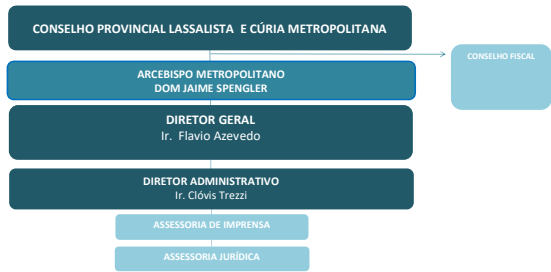 CONSELHO PROVINCIAL LASSALISTA E CÚRIA METROPOLITANA
CONSELHO FISCAL
ARCEBISPO METROPOLITANO
DOM JAIME SPENGLER
DIRETOR GERAL
Ir. Flavio Azevedo
DIRETOR ADMINISTRATIVO
Ir. Clóvis Trezzi
ASSESSORIA DE IMPRENSA
ASSESSORIA JURÍDICA